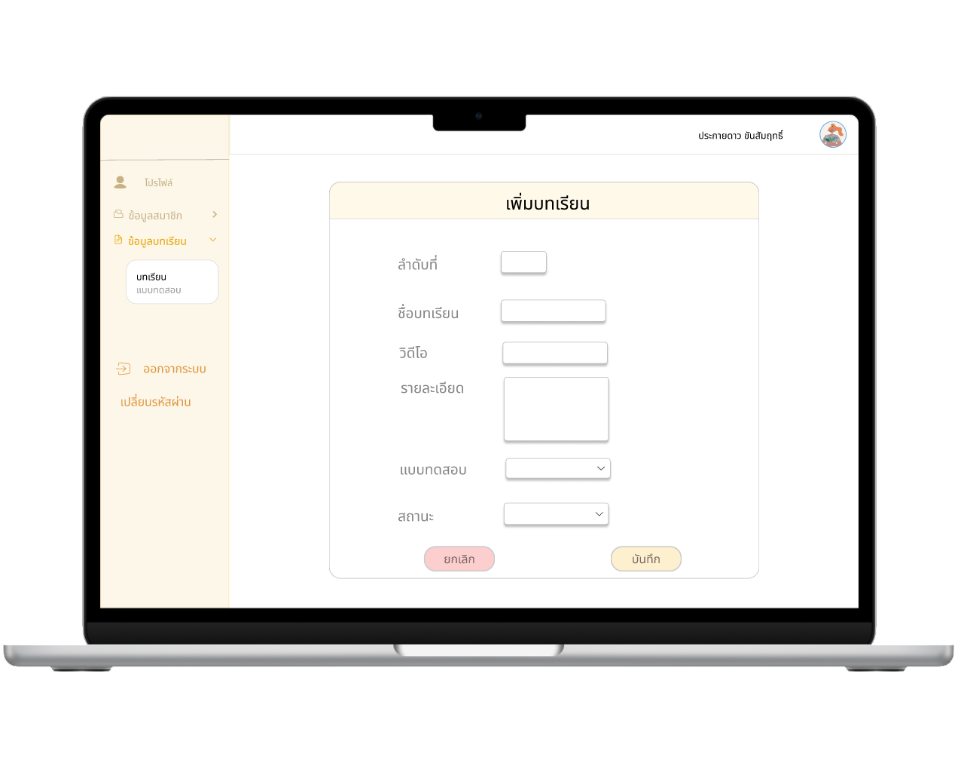 ประกายดาว ขันสัมฤทธิ์
โปรไฟล์
ข้อมูลสมาชิก
ข้อมูลบทเรียน
บทเรียน
แบบทดสอบ
ออกจากระบบ
เปลี่ยนรหัสผ่าน
เพิ่มบทเรียน
ลำดับที่
ชื่อบทเรียน
วิดีโอ
รายละเอียด
แบบทดสอบ
สถานะ
ยกเลิก
บันทึก